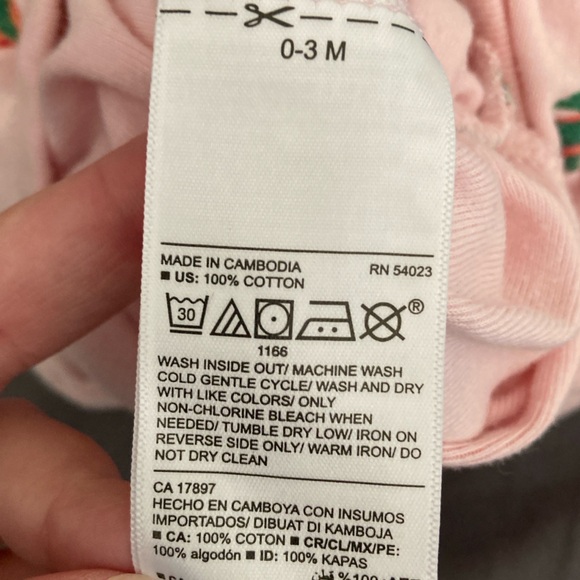 0-3 M
MADE IN CAMBODIA RN 54023
■ US: 100% COTTON
30 ®
1166
WASH INSIDE OUT/ MACHINE WASH
COLD GENTLE CYCLE/ WASH AND DRY
WITH LIKE COLORS/ ONLY
NON-CHLORINE BLEACH WHEN
NEEDED/ TUMBLE DRY LOW/ IRON ON
REVERSE SIDE ONLY/ WARM IRON/ DO
NOT DRY CLEAN
CA 17897
HECHO EN CAMBOYA CON INSUMOS
IMPORTADOS/ DIBUAT DI KAMBOJA
■ CA: 100% COTTON ■ CR/CL/MX/PE:
100% algodón ■ ID: 100% KAPAS
قطن %100